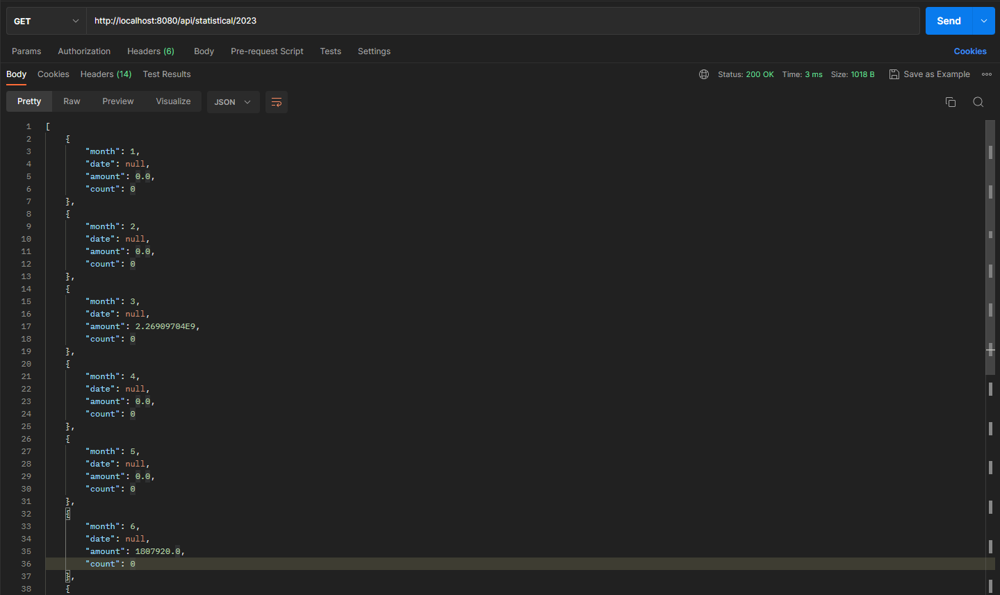 GET http://localhost:8080/api/statistical/2023 Send
Params Authorization Headers (6) Body Pre-request Script Tests Settings Cookies
Body Cookies Headers (14) Test Results Status: 200 OK Time: 3 ms Size: 1018 B Save as Example
Pretty Raw Preview Visualize JSON
1 [
2 {
3 "month": 1,
4 "date": null,
5 "amount": 0.0,
6 "count": 0
7 },
8 {
9 "month": 2,
10 "date": null,
11 "amount": 0.0,
12 "count": 0
13 },
14 {
15 "month": 3,
16 "date": null,
17 "amount": 2.26909704E9,
18 "count": 0
19 },
20 {
21 "month": 4,
22 "date": null,
23 "amount": 0.0,
24 "count": 0
25 },
26 {
27 "month": 5,
28 "date": null,
29 "amount": 0.0,
30 "count": 0
31 },
32 {
33 "month": 6,
34 "date": null,
35 "amount": 1807920.0,
36 "count": 0
37 },
38 {